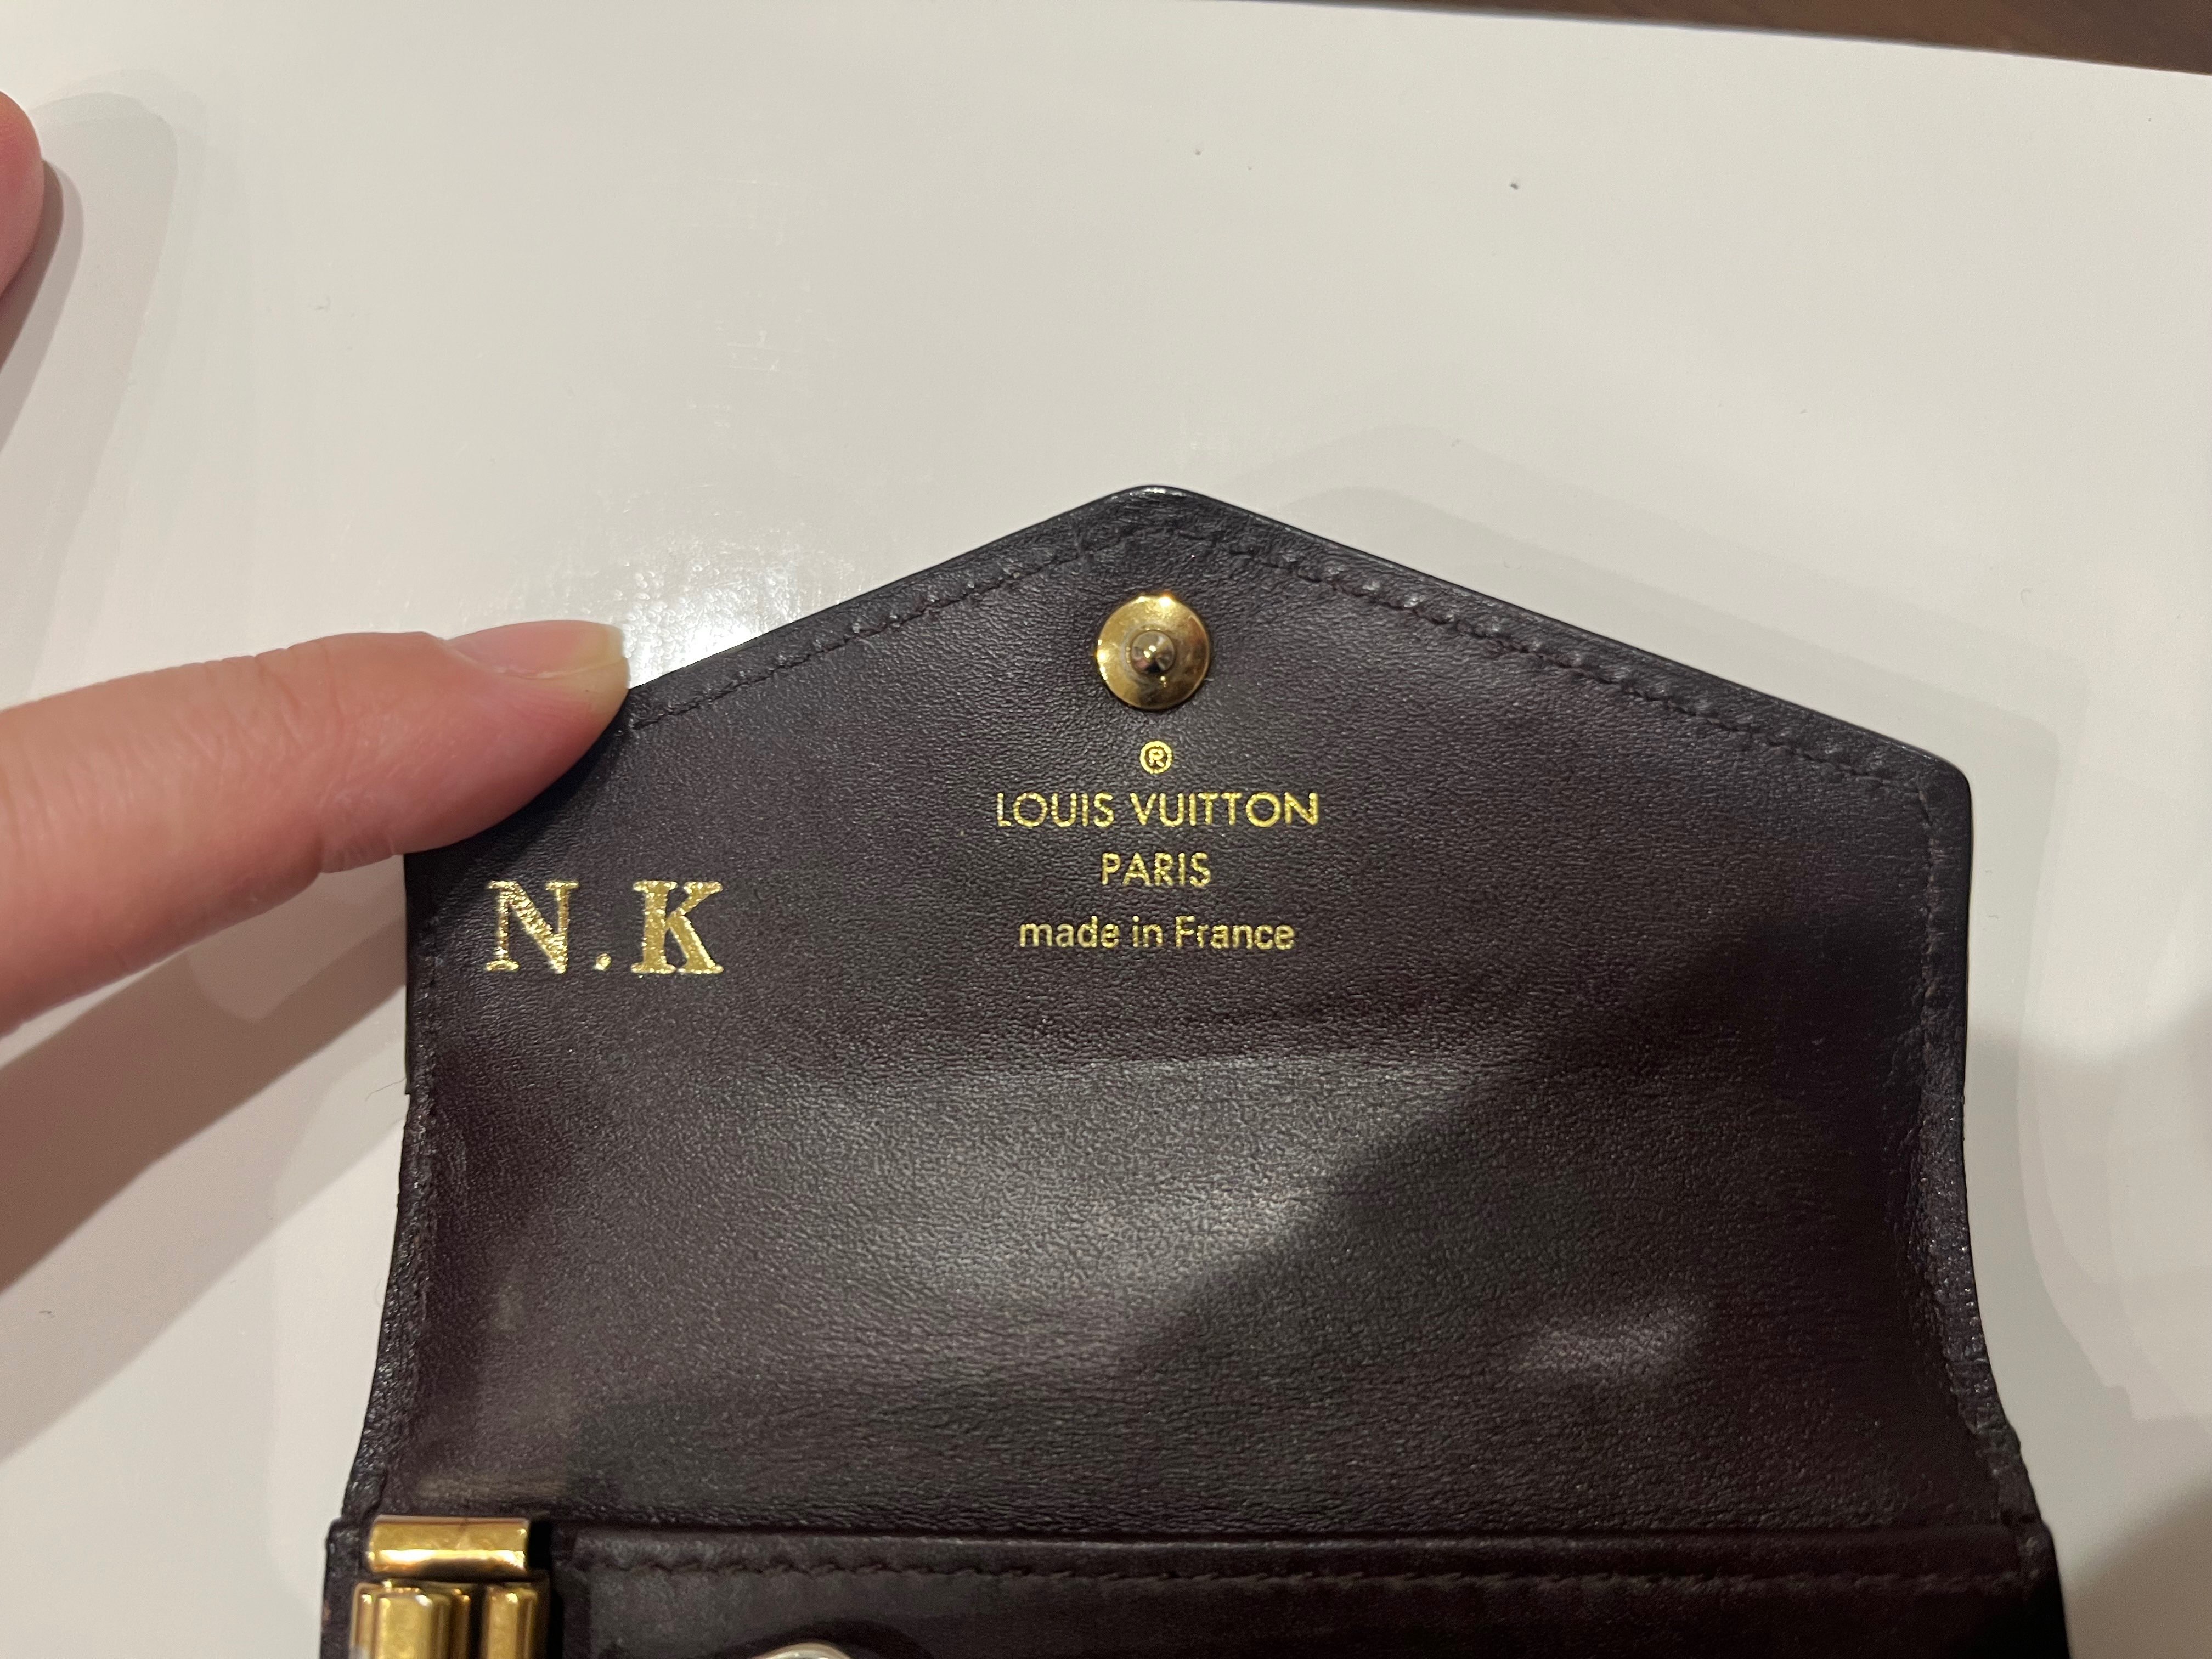 ®
LOUIS VUITTON
PARIS
made in France
N.K